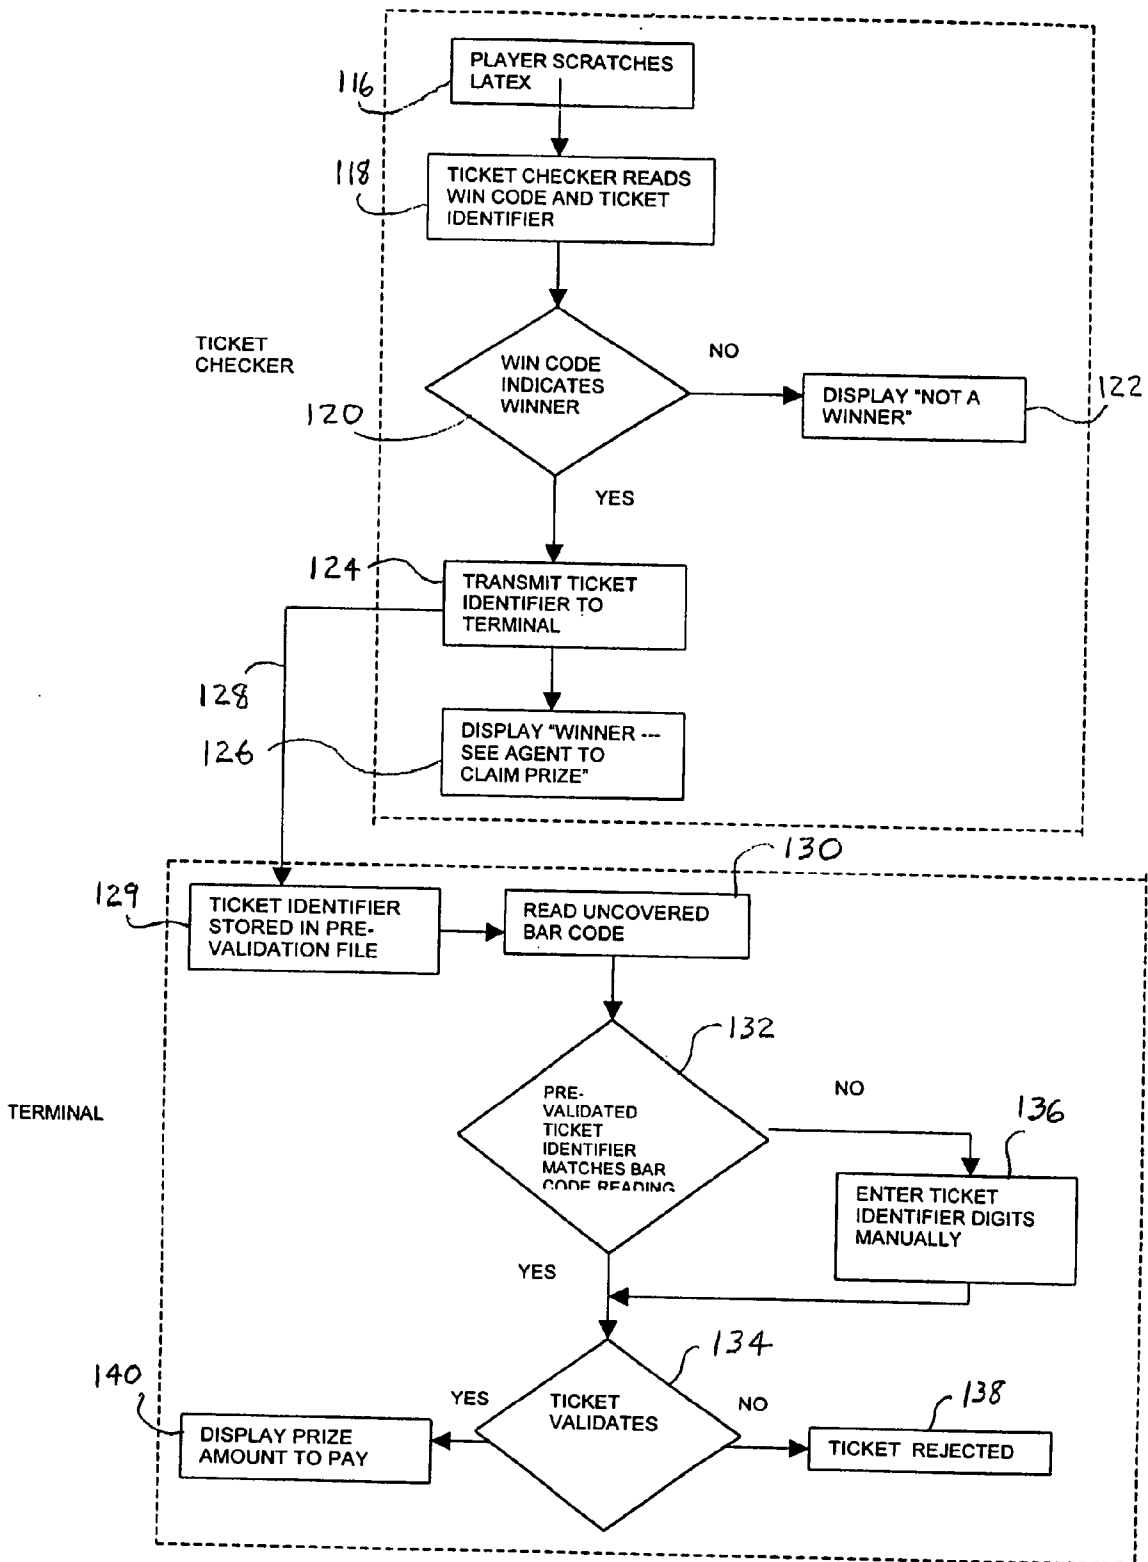 PLAYER SCRATCHES
LATEX
116
TICKET CHECKER READS
WIN CODE AND TICKET
IDENTIFIER
118
TICKET
CHECKER
WIN CODE
INDICATES
WINNER
120
NO
DISPLAY "NOT A
WINNER"
122
YES
124
TRANSMIT TICKET
IDENTIFIER TO
TERMINAL
128
DISPLAY "WINNER ---
SEE AGENT TO
CLAIM PRIZE"
126
129
TICKET IDENTIFIER
STORED IN PRE-
VALIDATION FILE
130
READ UNCOVERED
BAR CODE
132
TERMINAL
PRE-
VALIDATED
TICKET
IDENTIFIER
MATCHES BAR
CODE READING
NO
136
ENTER TICKET
IDENTIFIER DIGITS
MANUALLY
YES
134
140
YES
TICKET
VALIDATES
NO
138
DISPLAY PRIZE
AMOUNT TO PAY
TICKET REJECTED